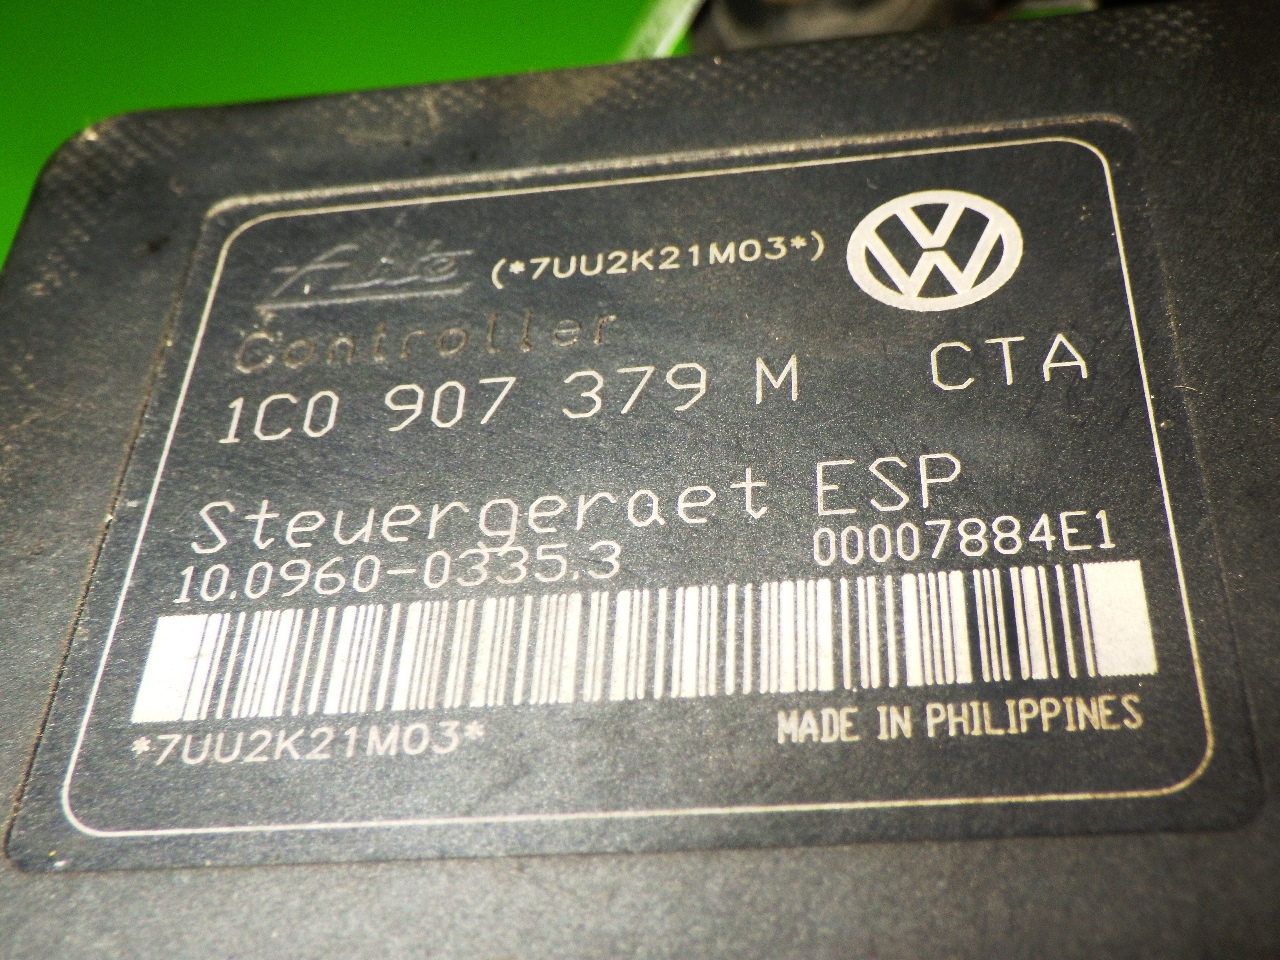 (*7UU2K21M03*)
Controller
1C0 907 379 M CTA
Steuergeraet ESP
10.0960-0335.3 00007884E1
*7UU2K21M03* MADE IN PHILIPPINES